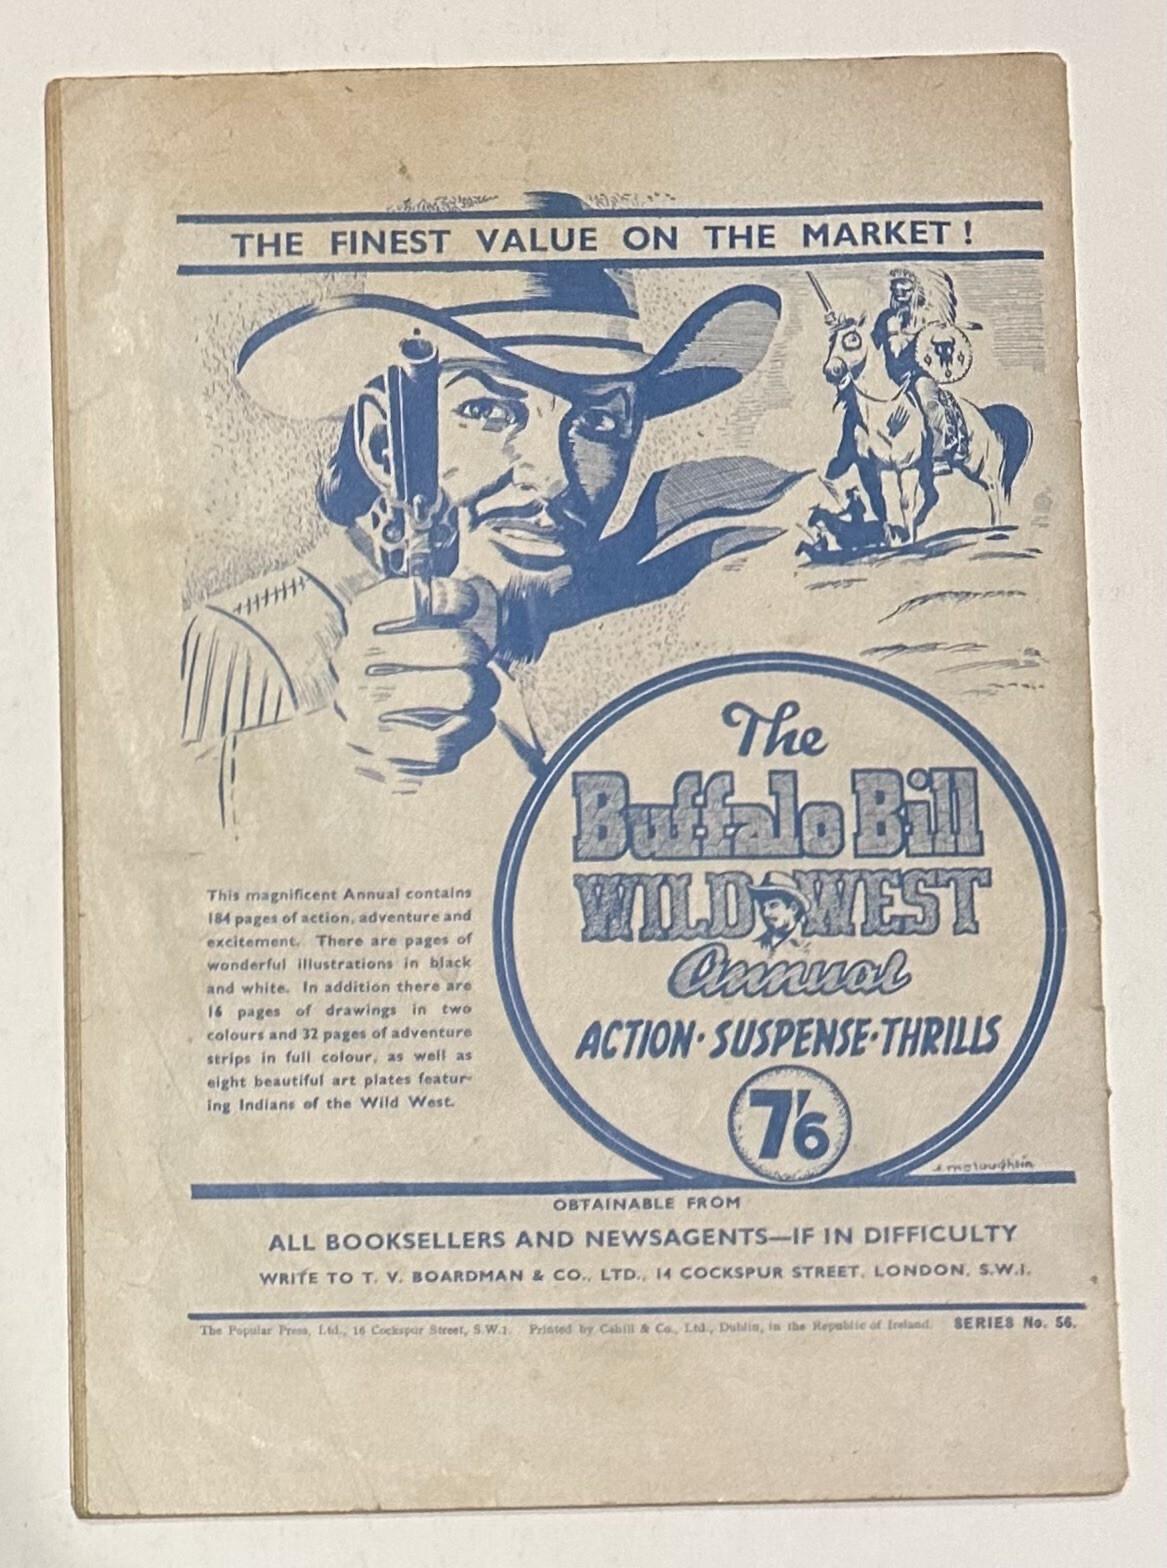 THE FINEST VALUE ON THE MARKET!
The
Buffalo Bill
WILD WEST
Annual
ACTION · SUSPENSE · THRILLS
7'6
This magnificent Annual contains
184 pages of action, adventure and
excitement. There are pages of
wonderful illustrations in black
and white. In addition there are
16 pages of drawings in two
colours and 32 pages of adventure
strips in full colour, as well as
eight beautiful art plates featur-
ing Indians of the Wild West.
d. mcloughlin
OBTAINABLE FROM
ALL BOOKSELLERS AND NEWSAGENTS—IF IN DIFFICULTY
WRITE TO T. V. BOARDMAN & CO., LTD., 14 COCKSPUR STREET, LONDON, S.W.1.
The Popular Press, Ltd., 16 Cockspur Street, S.W.1. Printed by Cahill & Co., Ltd., Dublin, in the Republic of Ireland. SERIES No. 56.